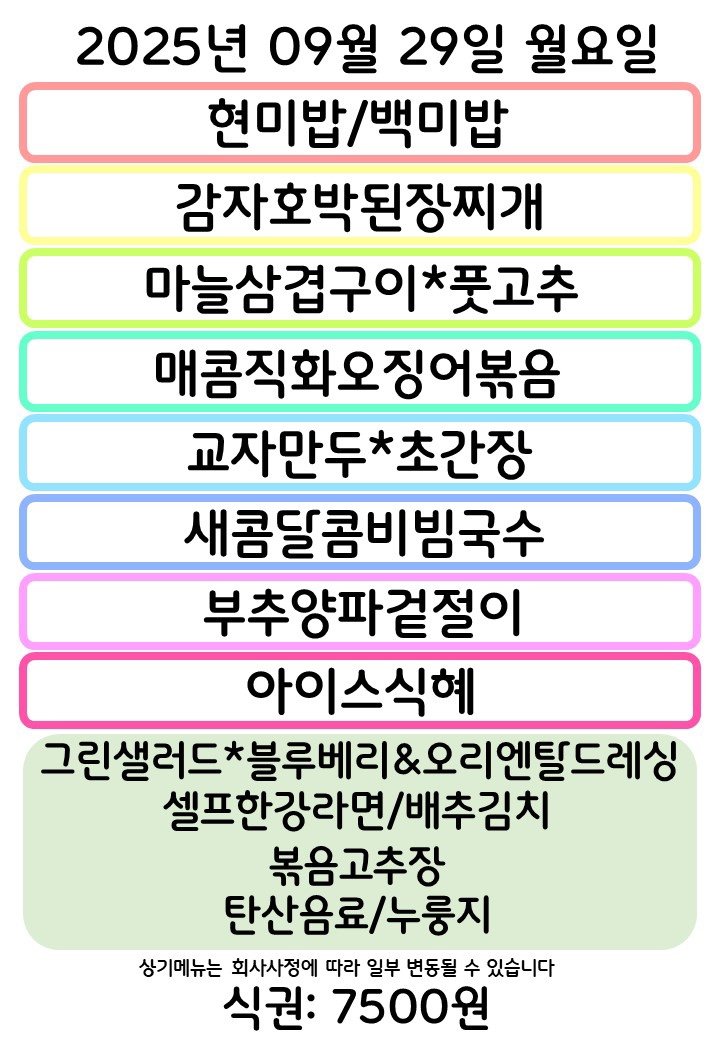 2025년 09월 29일 월요일
현미밥/백미밥
감자호박된장찌개
마늘삼겹구이*풋고추
매콤직화오징어볶음
교자만두*초간장
새콤달콤비빔국수
부추양파겉절이
아이스식혜
그린샐러드*블루베리&오리엔탈드레싱
셀프한강라면/배추김치
볶음고추장
탄산음료/누룽지
상기메뉴는 회사사정에 따라 일부 변동될 수 있습니다
식권: 7500원